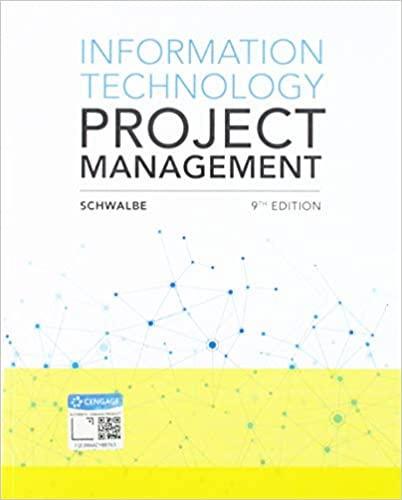 INFORMATION
TECHNOLOGY
PROJECT
MANAGEMENT
SCHWALBE 9TH EDITION
CENGAGE